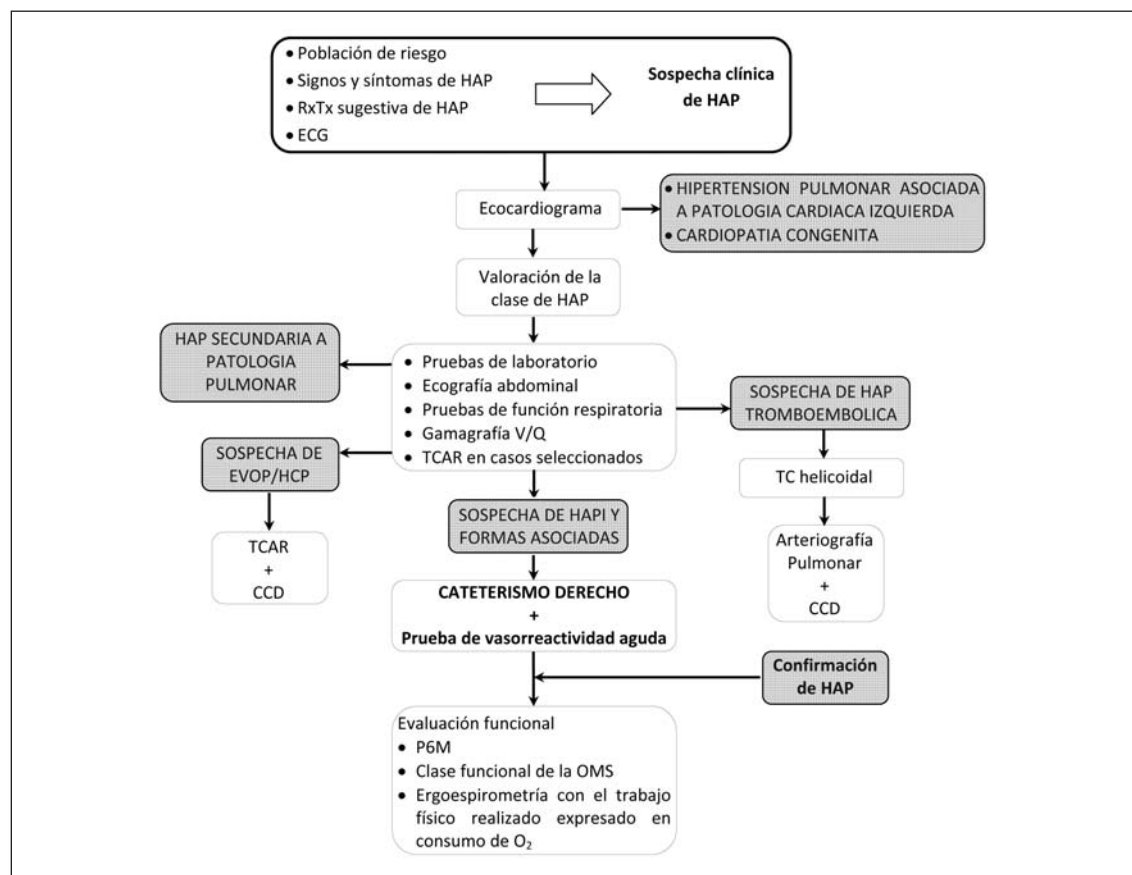 • Población de riesgo
• Signos y síntomas de HAP
• RxTx sugestiva de HAP
• ECG
Sospecha clínica
de HAP
Ecocardiograma
• HIPERTENSION PULMONAR ASOCIADA
A PATOLOGIA CARDIACA IZQUIERDA
• CARDIOPATIA CONGENITA
Valoración de la
clase de HAP
HAP SECUNDARIA A
PATOLOGIA
PULMONAR
• Pruebas de laboratorio
• Ecografía abdominal
• Pruebas de función respiratoria
• Gamagrafía V/Q
• TCAR en casos seleccionados
SOSPECHA DE HAP
TROMBOEMBOLICA
SOSPECHA DE
EVOP/HCP
TC helicoidal
SOSPECHA DE HAPI Y
FORMAS ASOCIADAS
TCAR
+
CCD
Arteriografía
Pulmonar
+
CCD
CATETERISMO DERECHO
+
Prueba de vasorreactividad aguda
Confirmación
de HAP
Evaluación funcional
• P6M
• Clase funcional de la OMS
• Ergoespirometría con el trabajo
físico realizado expresado en
consumo de O₂